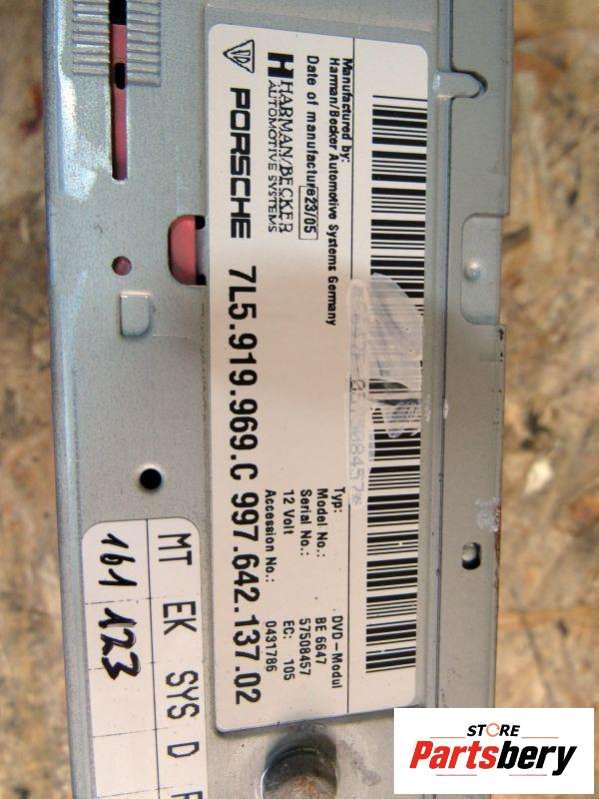 Manufactured by:
Harman/Becker Automotive Systems Germany
Date of manufacture 23/05
HARMAN/BECKER
AUTOMOTIVE SYSTEMS
PORSCHE 7L5.919.969.C 997.642.137.02
Typ: DVD-Modul
Model No.: BE 6647
Serial No.: 57508457
12 Volt EC: 105
Accession No.: 0431786
MT EK SYS D
161 123
STORE
Partsbery